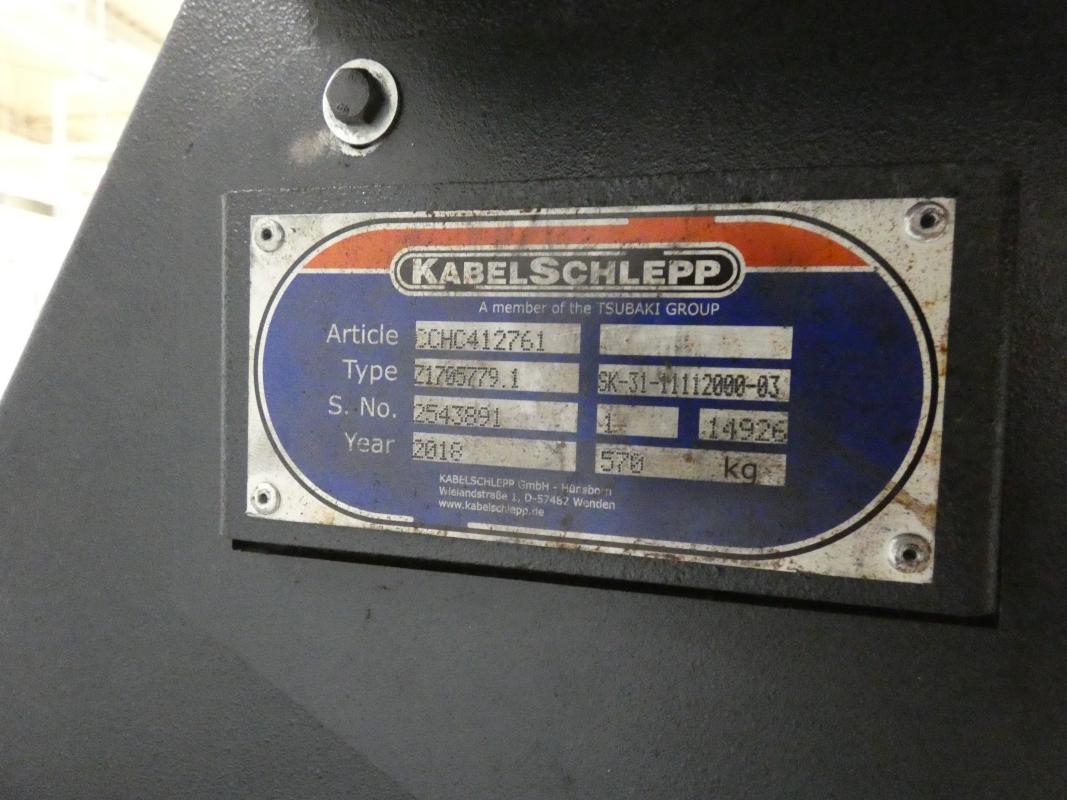 KABELSCHLEPP
A member of the TSUBAKI GROUP
Article CCHC412761
Type Z1705779.1 SK-31-11112000-03
S. No. 2543891 1 14926
Year 2018 570 kg
KABELSCHLEPP GmbH - Hünsborn
Wielandstraße 1, D-57482 Wenden
www.kabelschlepp.de